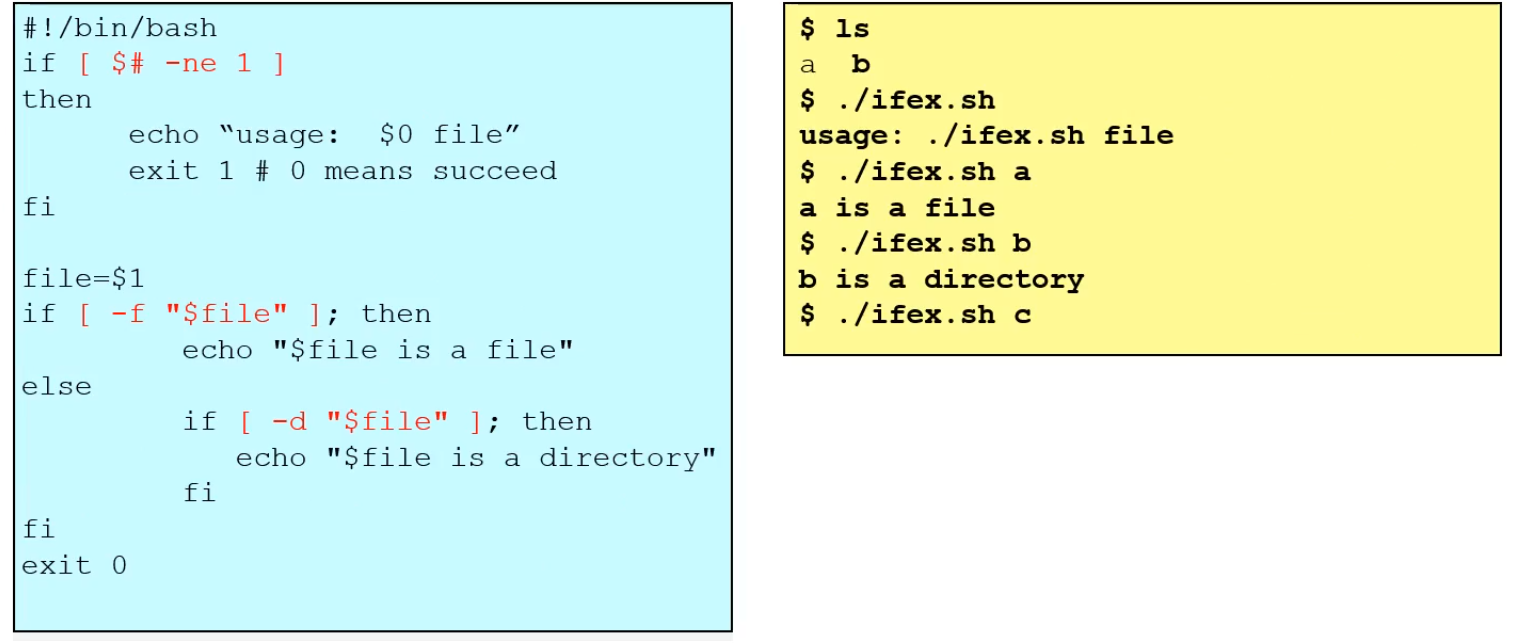 #!/bin/bash
if [ $# -ne 1 ]
then
      echo “usage:  $0 file”
      exit 1 # 0 means succeed
fi

file=$1
if [ -f "$file" ]; then
         echo "$file is a file"
else
         if [ -d "$file" ]; then
            echo "$file is a directory"
         fi
fi
exit 0

$ ls
a  b
$ ./ifex.sh
usage: ./ifex.sh file
$ ./ifex.sh a
a is a file
$ ./ifex.sh b
b is a directory
$ ./ifex.sh c